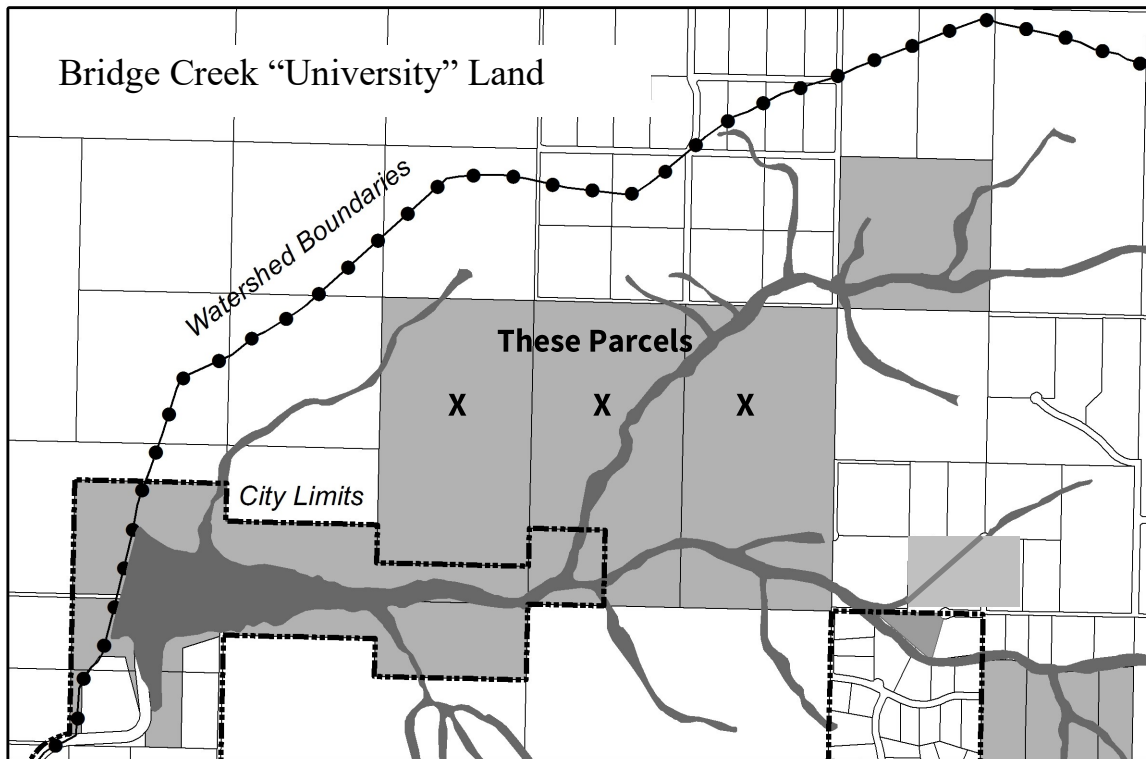 Bridge Creek “University” Land
Watershed Boundaries
These Parcels
X X X
City Limits